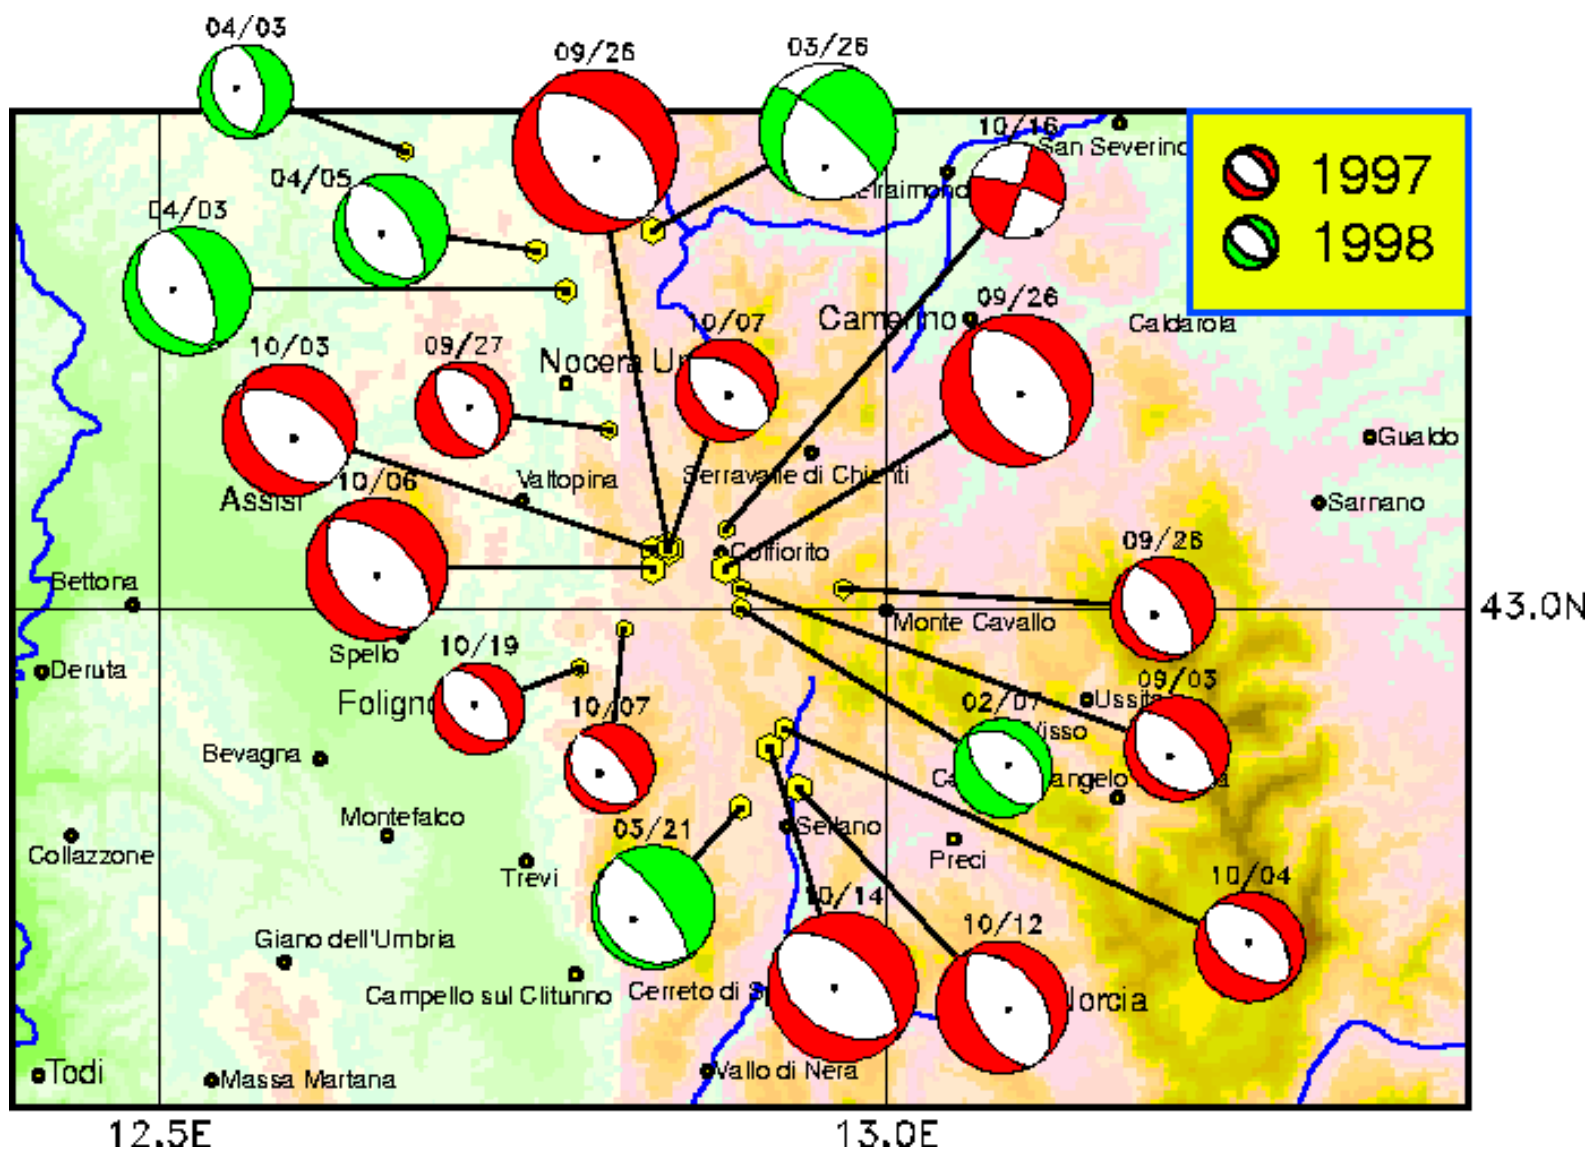 04/03
09/26
03/26
10/16
San Severino
1997
04/05
04/03
1998
09/26
10/07
Camerino
Caldarola
10/03
09/27
Nocera
Gualdo
Serravalle di Chienti
Valtopina
10/06
Assisi
Sarnano
Colfiorito
09/26
Bettona
43.0N
Monte Cavallo
Spello
10/19
Deruta
09/03
Foligno
10/07
02/07
Ussita
Visso
Bevagna
angelo
Montefalco
03/21
Sellano
Collazzone
Trevi
Preci
10/14
10/04
10/12
Giano dell'Umbria
Campello sul Clitunno
Cerreto di S
Norcia
Todi
Massa Martana
Vallo di Nera
12.5E
13.0E